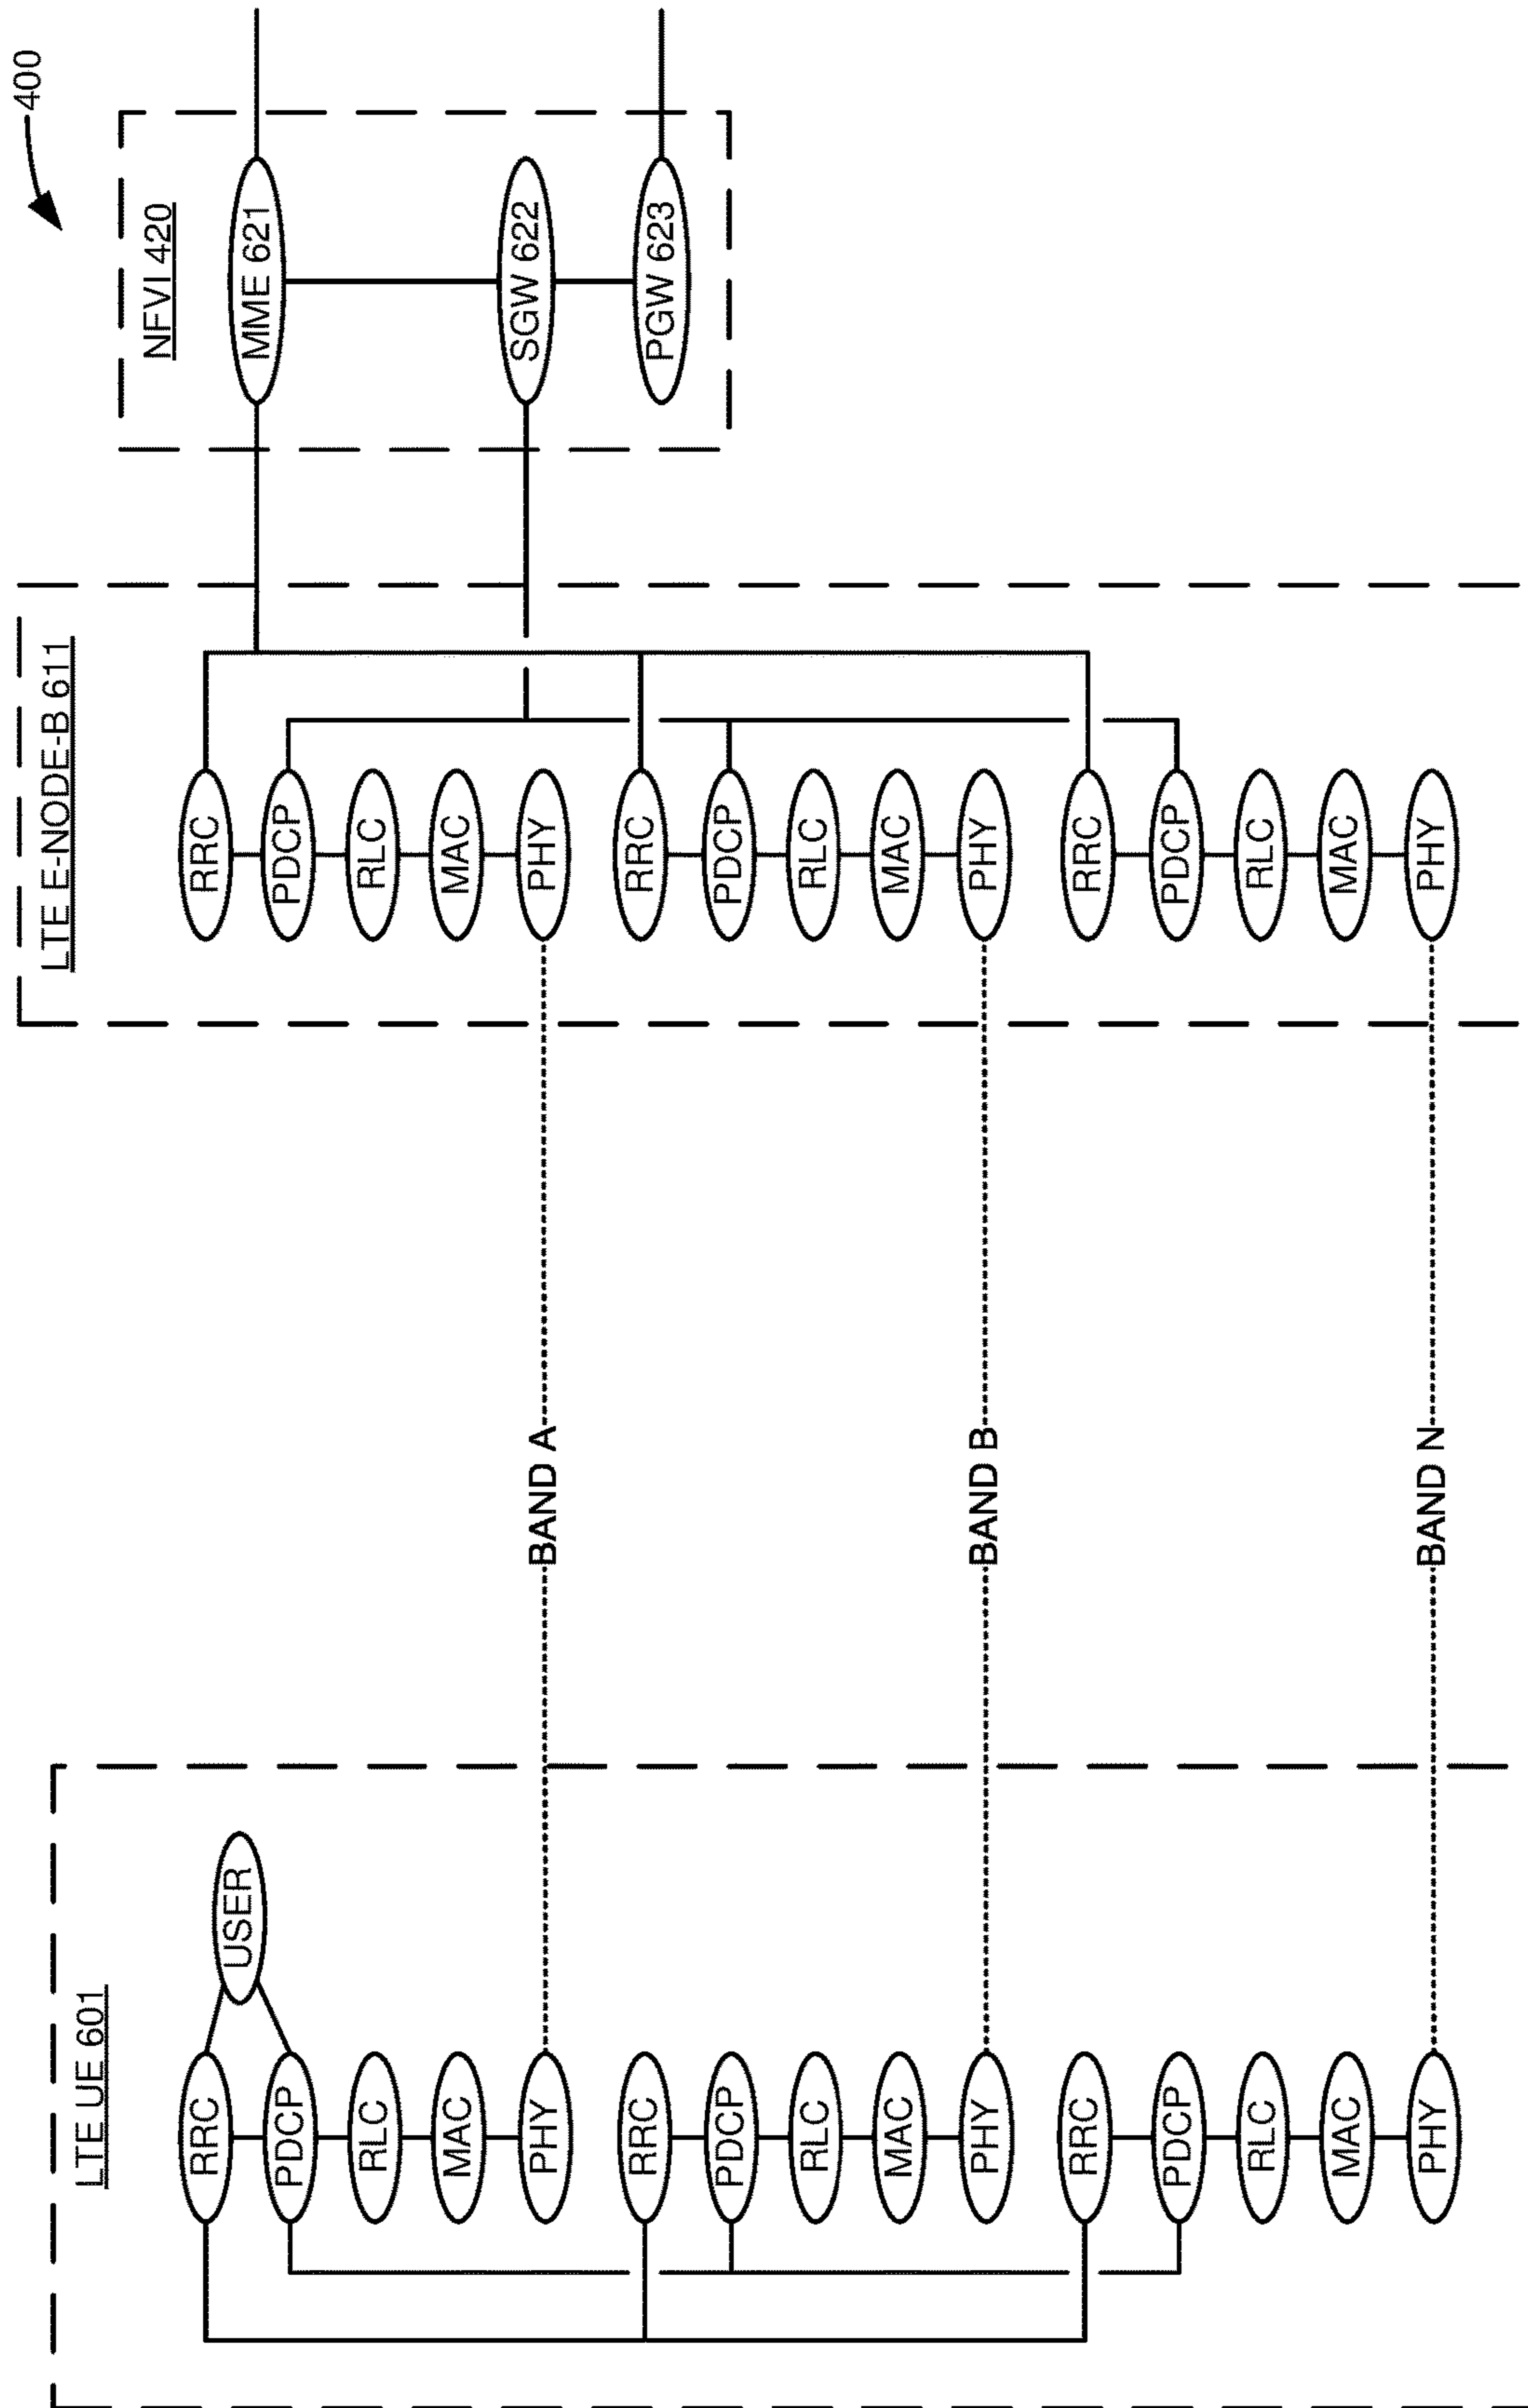 400
LTE UE 601
USER
RRC
PDCP
RLC
MAC
PHY
RRC
PDCP
RLC
MAC
PHY
RRC
PDCP
RLC
MAC
PHY
BAND A
BAND B
BAND N
LTE E-NODE-B 611
RRC
PDCP
RLC
MAC
PHY
RRC
PDCP
RLC
MAC
PHY
RRC
PDCP
RLC
MAC
PHY
NFVI 420
MME 621
SGW 622
PGW 623